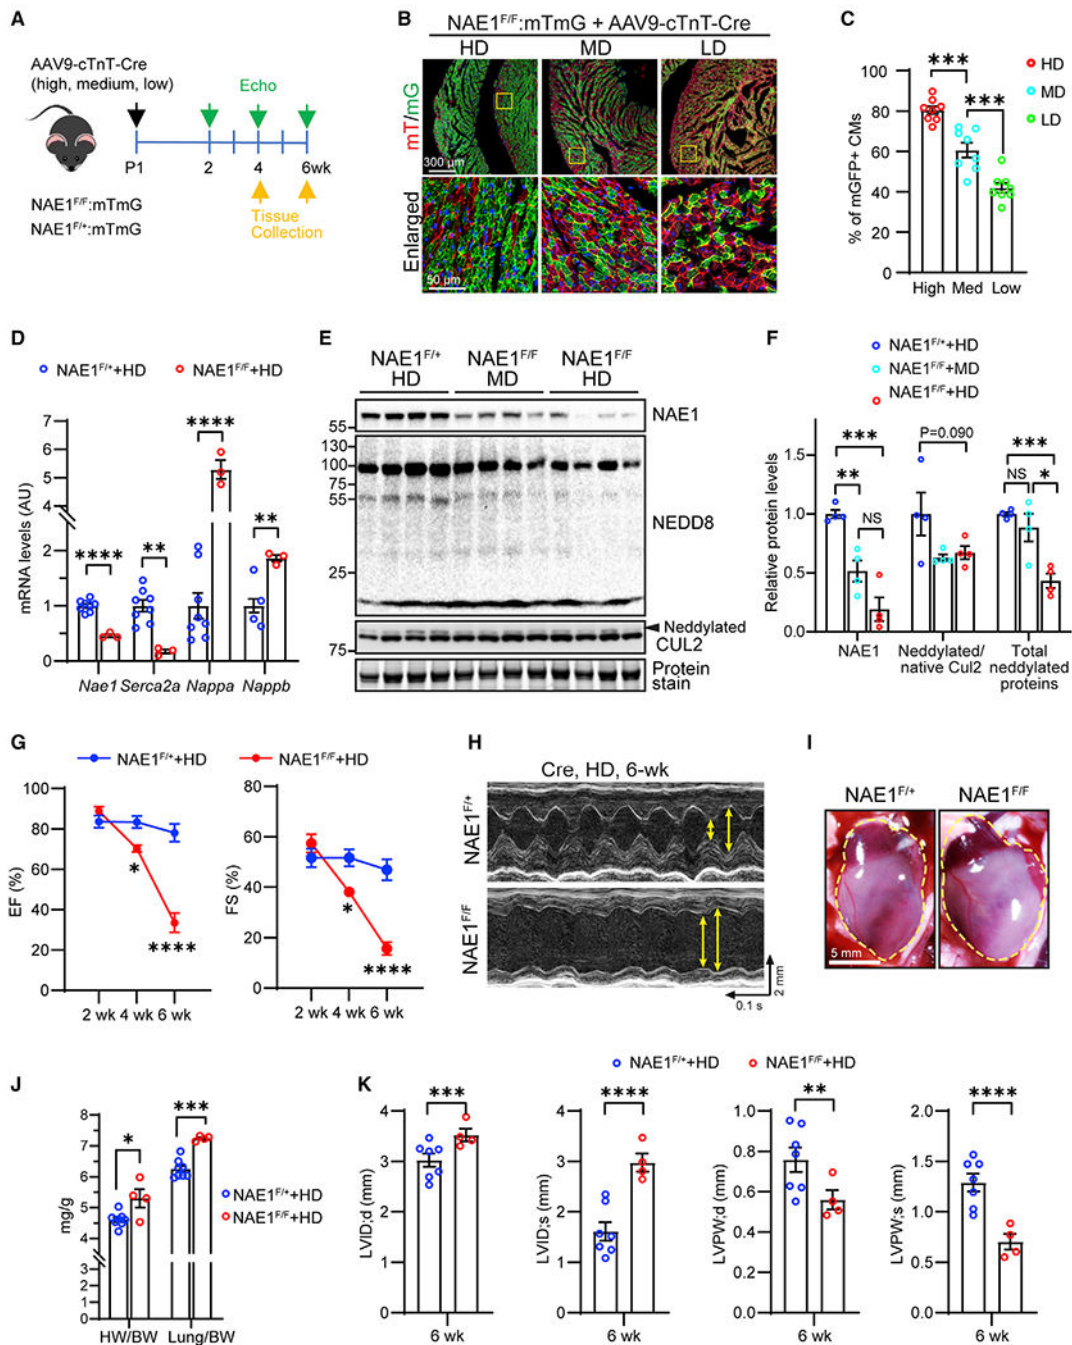 A
AAV9-cTnT-Cre
(high, medium, low)
Echo
P1
2
4
6wk
NAE1F/F:mTmG
NAE1F/+:mTmG
Tissue
Collection
B
NAE1F/F:mTmG + AAV9-cTnT-Cre
HD
MD
LD
mT/mG
300 µm
Enlarged
50 µm
C
***
***
HD
MD
LD
% of mGFP+ CMs
100
80
60
40
20
0
High Med Low
D
NAE1F/++HD
NAE1F/F+HD
mRNA levels (AU)
7
6
5
4
2
1
0
****
**
****
**
Nae1 Serca2a Nappa Nappb
E
NAE1F/+ NAE1F/F NAE1F/F
HD MD HD
55
NAE1
130
100
75
55
25
NEDD8
75
Neddylated
CUL2
Protein
stain
F
NAE1F/++HD
NAE1F/F+MD
NAE1F/F+HD
Relative protein levels
1.5
1.0
0.5
0.0
***
**
NS
P=0.090
***
NS
*
NAE1
Neddylated/
native Cul2
Total
neddylated
proteins
G
NAE1F/++HD
NAE1F/F+HD
EF (%)
100
80
60
40
20
0
*
****
2 wk 4 wk 6 wk
FS (%)
80
60
40
20
0
*
****
2 wk 4 wk 6 wk
H
Cre, HD, 6-wk
NAE1F/+
NAE1F/F
2 mm
0.1 s
I
NAE1F/+
NAE1F/F
5 mm
J
mg/g
8
7
6
5
4
5
4
3
2
1
0
*
***
NAE1F/++HD
NAE1F/F+HD
HW/BW Lung/BW
K
NAE1F/++HD
NAE1F/F+HD
LVID;d (mm)
4
3
2
1
0
***
6 wk
LVID;s (mm)
4
3
2
1
0
****
6 wk
LVPW;d (mm)
1.0
0.8
0.6
0.4
0.2
0.0
**
6 wk
LVPW;s (mm)
2.0
1.5
1.0
0.5
0.0
****
6 wk